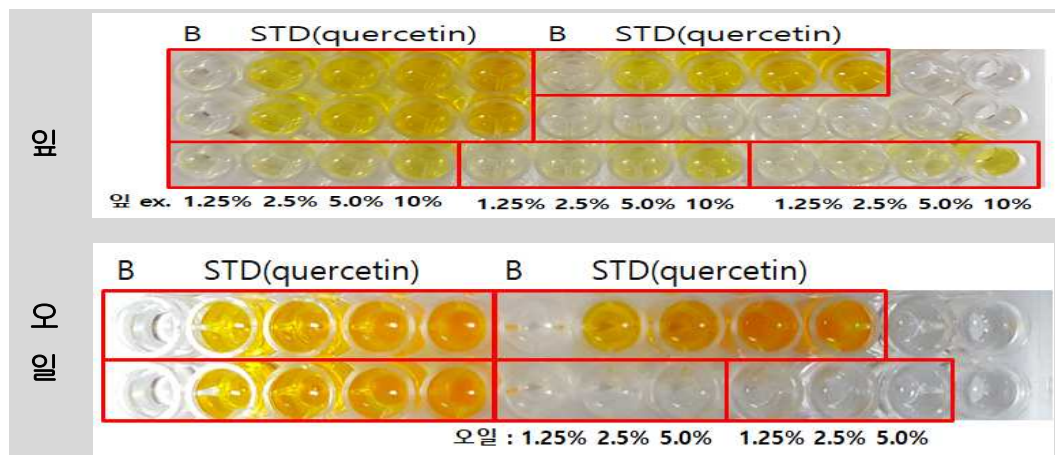 B STD(quercetin) B STD(quercetin)
잎
잎 ex. 1.25% 2.5% 5.0% 10% 1.25% 2.5% 5.0% 10% 1.25% 2.5% 5.0% 10%
B STD(quercetin) B STD(quercetin)
오
일
오일 : 1.25% 2.5% 5.0% 1.25% 2.5% 5.0%